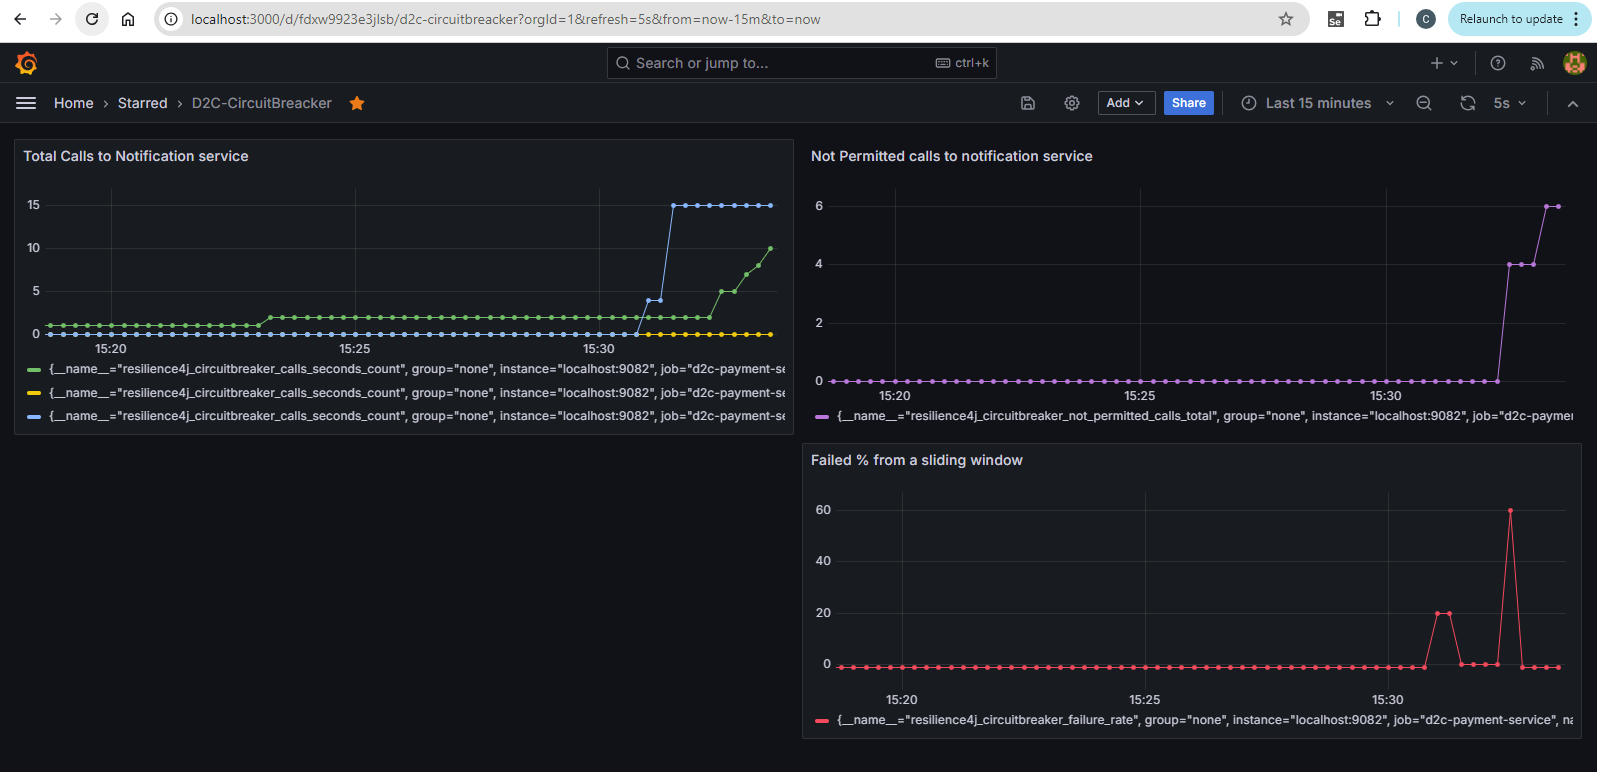 localhost:3000/d/fdxw9923e3jlsb/d2c-circuitbreacker?orgId=1&refresh=5s&from=now-15m&to=now
Se
C
Relaunch to update
Search or jump to...
ctrl+k
Home › Starred › D2C-CircuitBreacker
Add
Share
Last 15 minutes
5s
Total Calls to Notification service
15
10
5
0
15:20 15:25 15:30
{__name__="resilience4j_circuitbreaker_calls_seconds_count", group="none", instance="localhost:9082", job="d2c-payment-se
{__name__="resilience4j_circuitbreaker_calls_seconds_count", group="none", instance="localhost:9082", job="d2c-payment-se
{__name__="resilience4j_circuitbreaker_calls_seconds_count", group="none", instance="localhost:9082", job="d2c-payment-se
Not Permitted calls to notification service
6
4
2
0
15:20 15:25 15:30
{__name__="resilience4j_circuitbreaker_not_permitted_calls_total", group="none", instance="localhost:9082", job="d2c-payme
Failed % from a sliding window
60
40
20
0
15:20 15:25 15:30
{__name__="resilience4j_circuitbreaker_failure_rate", group="none", instance="localhost:9082", job="d2c-payment-service", na